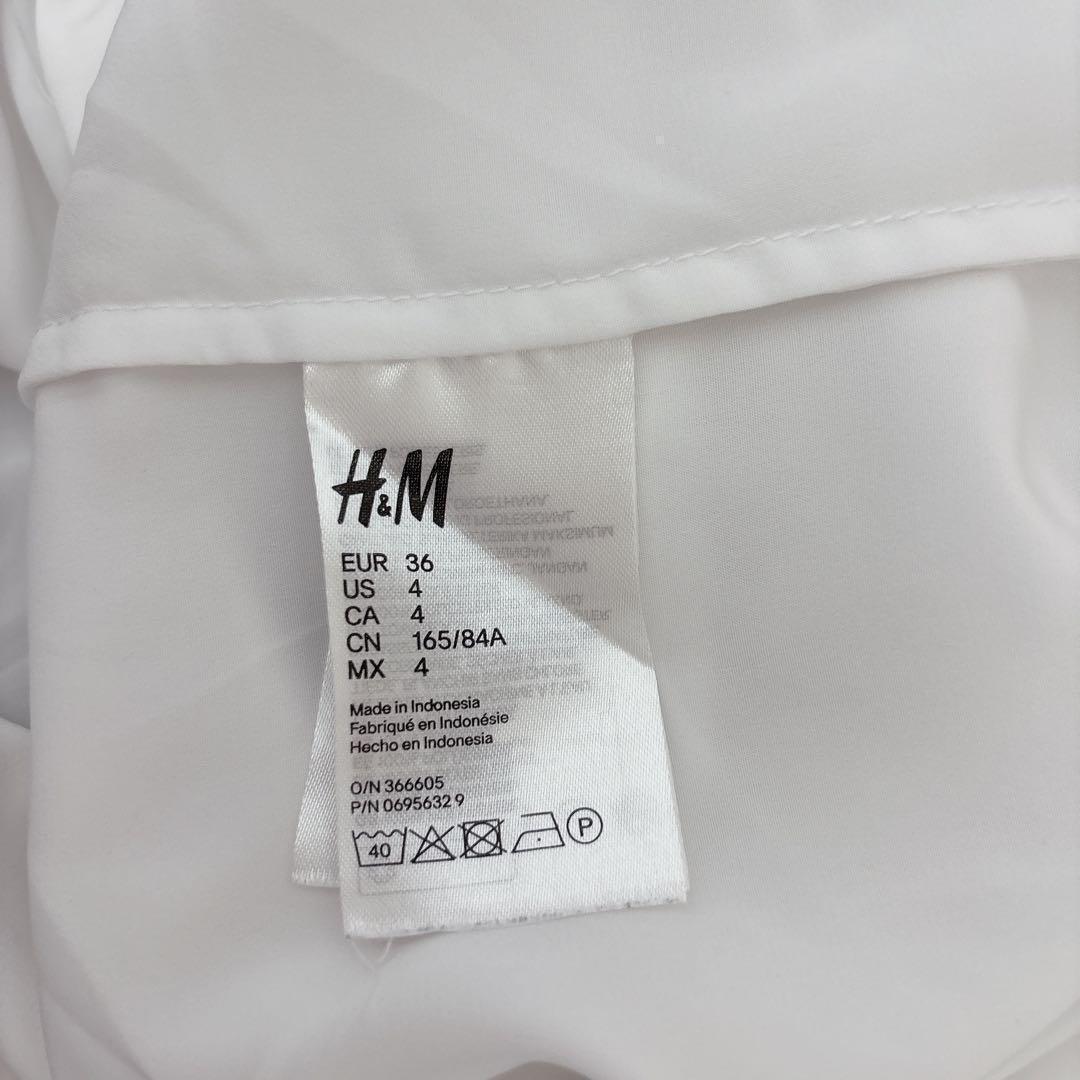 H&M
EUR 36
US 4
CA 4
CN 165/84A
MX 4
Made in Indonesia
Fabriqué en Indonésie
Hecho en Indonesia
O/N 366605
P/N 0695632 9
40
P